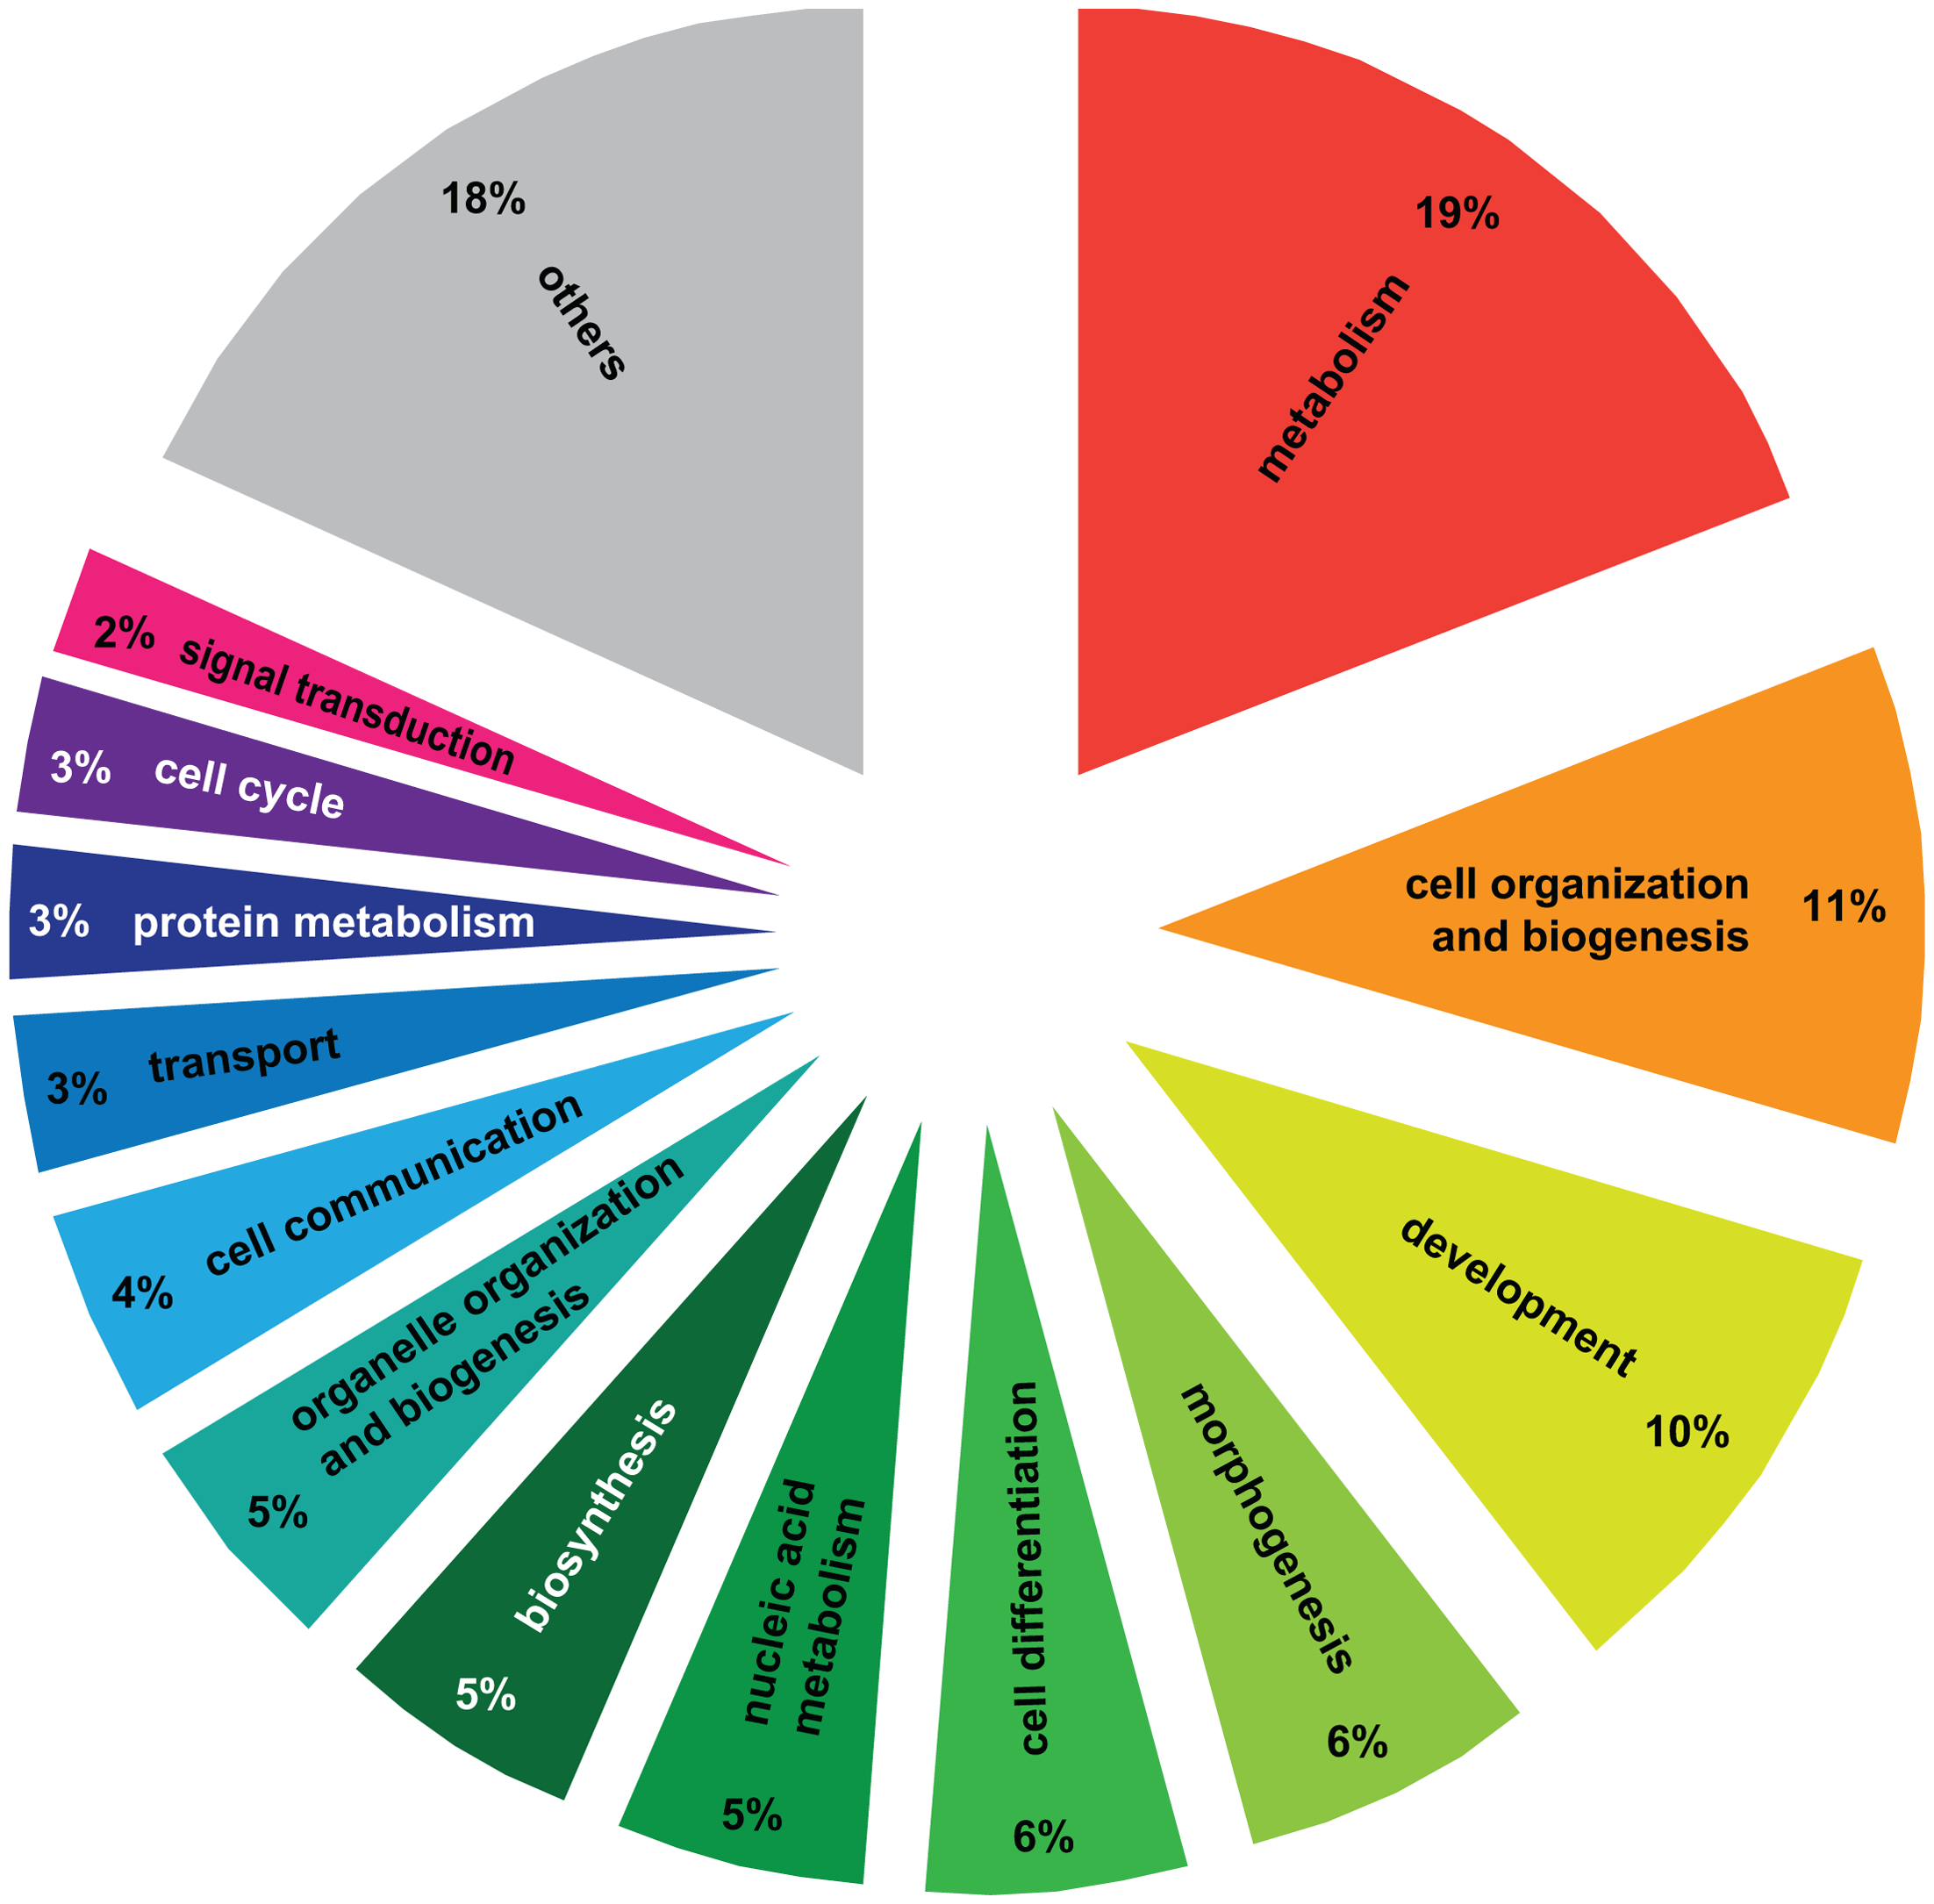 19%
metabolism
cell organization
and biogenesis
11%
development
10%
morphogenesis
6%
cell differentiation
6%
nucleic acid
metabolism
5%
biosynthesis
5%
organelle organization
and biogenesis
5%
cell communication
4%
transport
3%
3% protein metabolism
3% cell cycle
2% signal transduction
18%
others